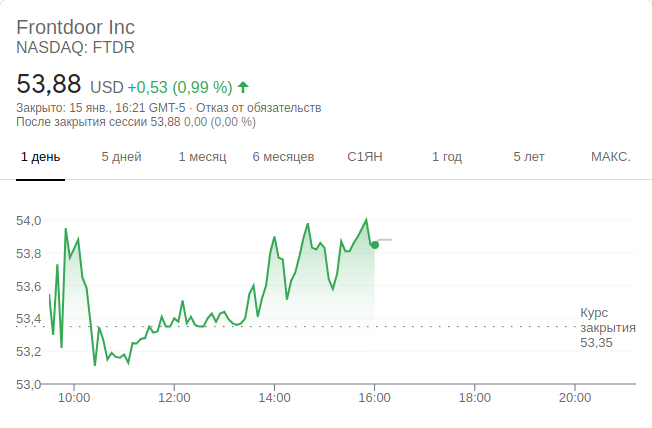 Frontdoor Inc
NASDAQ: FTDR
53,88 USD +0,53 (0,99 %)
Закрыто: 15 янв., 16:21 GMT-5 · Отказ от обязательств
После закрытия сессии 53,88 0,00 (0,00 %)
1 день 5 дней 1 месяц 6 месяцев С1ЯН 1 год 5 лет МАКС.
54,0
53,8
53,6
53,4
53,2
53,0
Курс
закрытия
53,35
10:00 12:00 14:00 16:00 18:00 20:00